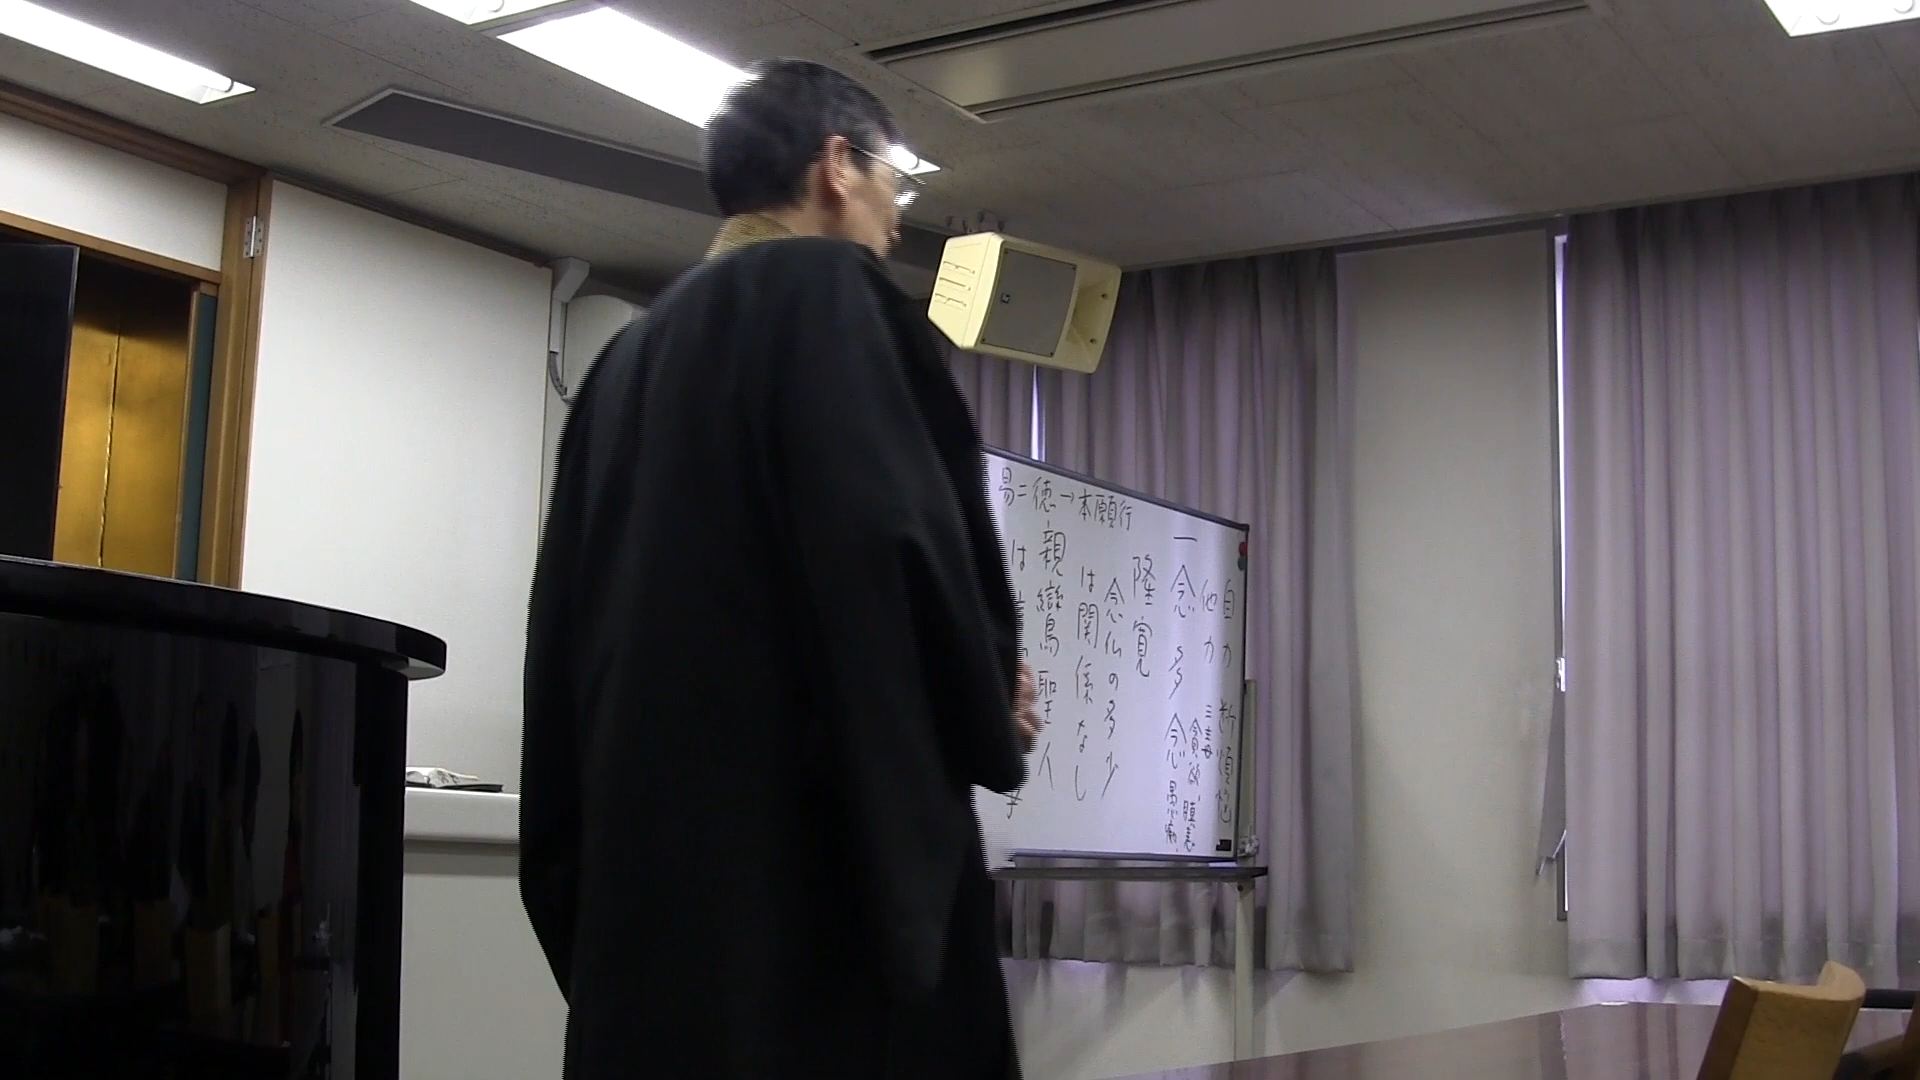 自力 断煩悩
他力 三毒
貪欲、瞋恚
愚痴、
一念多念
隆寛
念仏の多少
は関係なし
易=徳→本願行
親鸞聖人
は